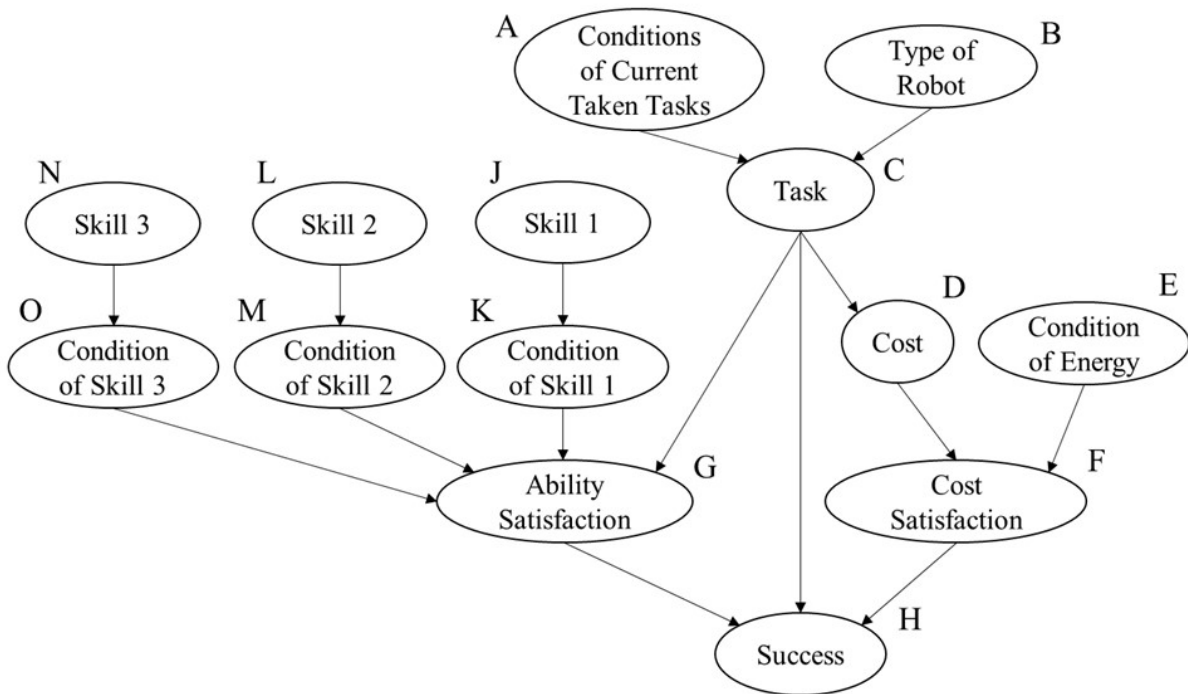 A
Conditions
of Current
Taken Tasks
B
Type of
Robot
C
Task
N
Skill 3
L
Skill 2
J
Skill 1
O
Condition
of Skill 3
M
Condition
of Skill 2
K
Condition
of Skill 1
D
Cost
E
Condition
of Energy
G
Ability
Satisfaction
F
Cost
Satisfaction
H
Success